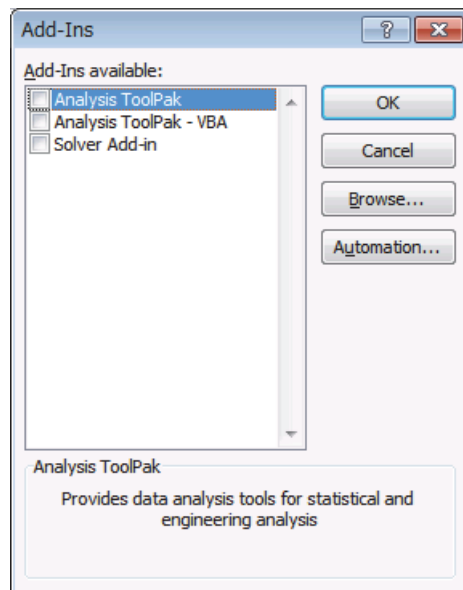 Add-Ins
?
Add-Ins available:
Analysis ToolPak
Analysis ToolPak - VBA
Solver Add-in
OK
Cancel
Browse...
Automation...
Analysis ToolPak
Provides data analysis tools for statistical and
engineering analysis